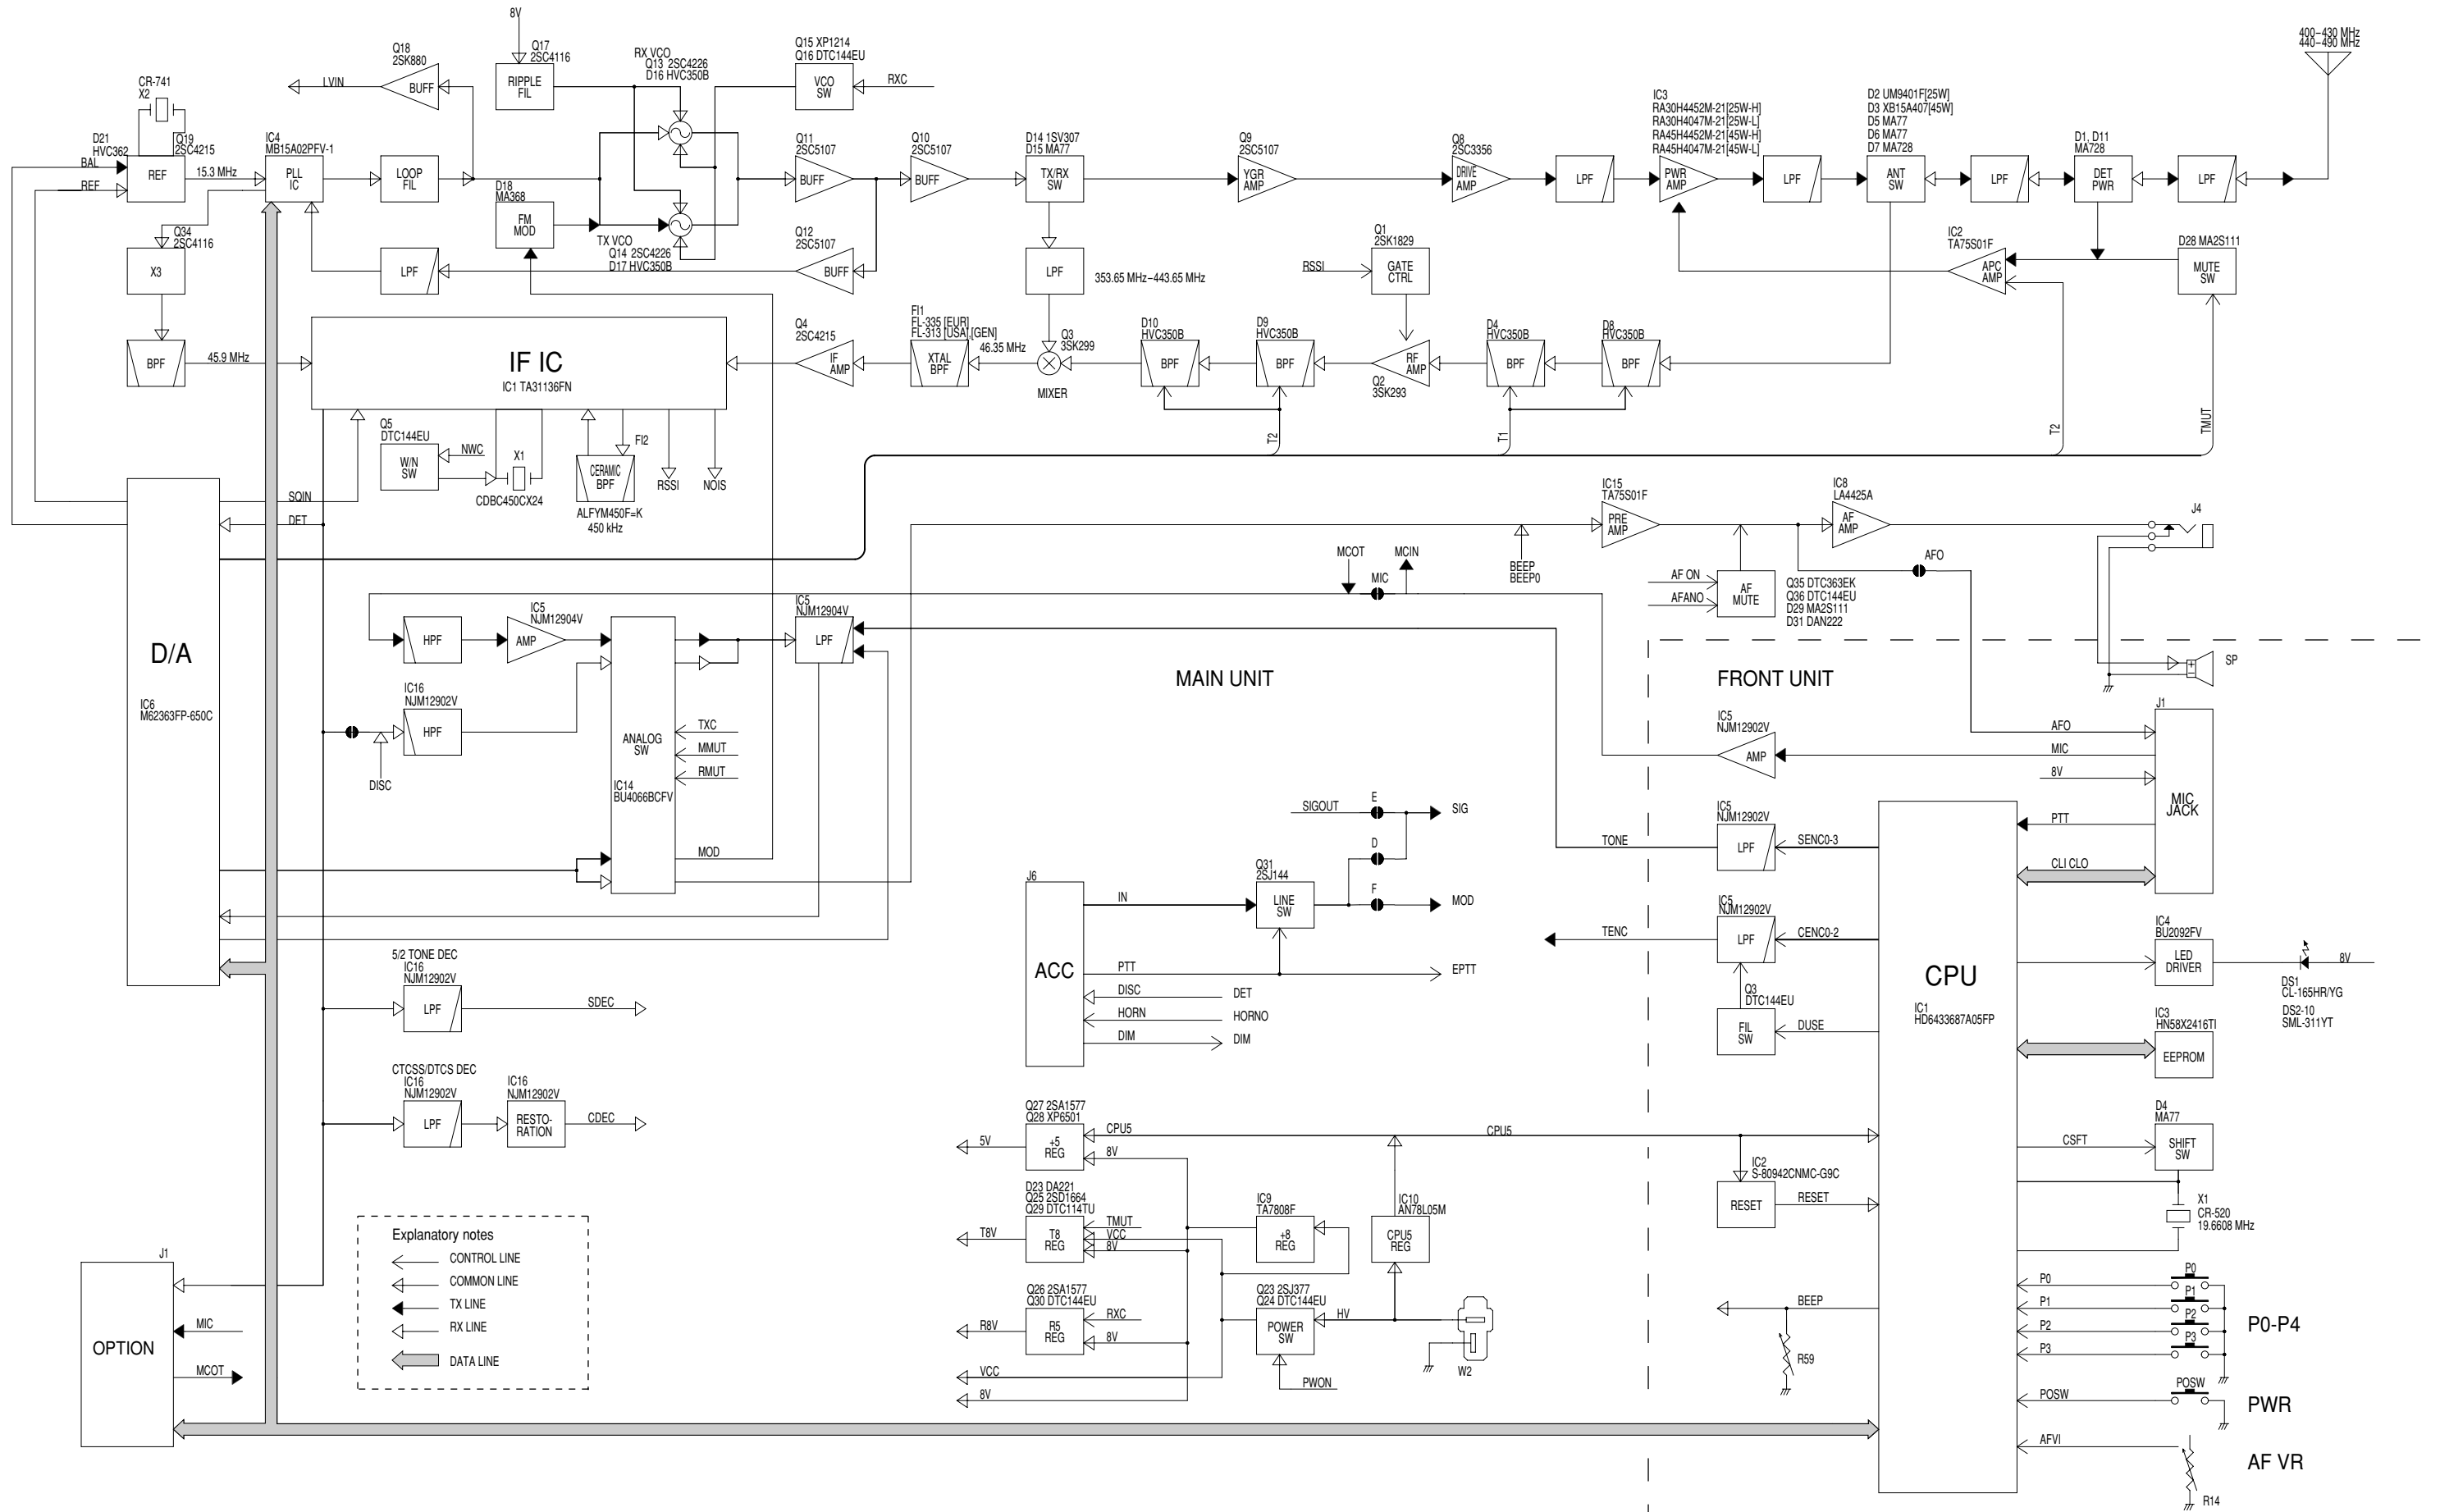 8V
Q18
2SK880
LVIN
BUFF
Q17
2SC4116
RIPPLE
FIL
RX VCO
Q13 2SC4226
D16 HVC350B
Q15 XP1214
Q16 DTC144EU
VCO
SW
RXC
400–430 MHz
440–490 MHz
CR-741
X2
D21
HVC362
Q19
2SC4215
BAL
REF
REF
15.3 MHz
IC4
MB15A02PFV-1
PLL
IC
LOOP
FIL
D18
MA368
FM
MOD
TX VCO
Q14 2SC4226
D17 HVC350B
Q11
2SC5107
BUFF
Q10
2SC5107
BUFF
D14 1SV307
D15 MA77
TX/RX
SW
Q9
2SC5107
YGR
AMP
Q8
2SC3356
DRIVE
AMP
LPF
IC3
RA30H4452M-21[25W-H]
RA30H4047M-21[25W-L]
RA45H4452M-21[45W-H]
RA45H4047M-21[45W-L]
PWR
AMP
LPF
D2 UM9401F[25W]
D3 XB15A407[45W]
D5 MA77
D6 MA77
D7 MA728
ANT
SW
LPF
D1, D11
MA728
DET
PWR
LPF
Q34
2SC4116
X3
LPF
Q12
2SC5107
BUFF
LPF
353.65 MHz–443.65 MHz
RSSI
Q1
2SK1829
GATE
CTRL
IC2
TA75S01F
APC
AMP
D28 MA2S111
MUTE
SW
BPF
45.9 MHz
IF IC
IC1 TA31136FN
Q4
2SC4215
IF
AMP
FI1
FL-335 [EUR]
FL-313 [USA],[GEN]
XTAL
BPF
46.35 MHz
Q3
3SK299
MIXER
D10
HVC350B
BPF
D9
HVC350B
BPF
RF
AMP
Q2
3SK293
D4
HVC350B
BPF
D8
HVC350B
BPF
T2
T1
T2
TMUT
Q5
DTC144EU
W/N
SW
NWC
X1
CDBC450CX24
FI2
CERAMIC
BPF
ALFYM450F=K
450 kHz
RSSI
NOIS
SQIN
DET
D/A
IC6
M62363FP-650C
IC15
TA75S01F
PRE
AMP
IC8
LA4425A
AF
AMP
J4
AFO
MCOT
MCIN
MIC
BEEP
BEEP0
AF ON
AFANO
AF
MUTE
Q35 DTC363EK
Q36 DTC144EU
D29 MA2S111
D31 DAN222
HPF
IC5
NJM12904V
AMP
IC5
NJM12904V
LPF
IC16
NJM12902V
HPF
DISC
ANALOG
SW
IC14
BU4066BCFV
TXC
MMUT
RMUT
MOD
MAIN UNIT
FRONT UNIT
SP
IC5
NJM12902V
AMP
J1
AFO
MIC
8V
MIC
JACK
PTT
CLI CLO
SIGOUT
E
SIG
D
F
MOD
J6
ACC
IN
Q31
2SJ144
LINE
SW
PTT
EPTT
DISC
DET
HORN
HORNO
DIM
DIM
TONE
IC5
NJM12902V
LPF
SENC0-3
TENC
IC5
NJM12902V
LPF
CENC0-2
Q3
DTC144EU
FIL
SW
DUSE
CPU
IC1
HD6433687A05FP
IC4
BU2092FV
LED
DRIVER
8V
DS1
CL-165HR/YG
DS2-10
SML-311YT
IC3
HN58X2416TI
EEPROM
5/2 TONE DEC
IC16
NJM12902V
LPF
SDEC
CTCSS/DTCS DEC
IC16
NJM12902V
LPF
IC16
NJM12902V
RESTO-
RATION
CDEC
Q27 2SA1577
Q28 XP6501
5V
+5
REG
CPU5
8V
CPU5
D23 DA221
Q25 2SD1664
Q29 DTC114TU
T8V
T8
REG
TMUT
VCC
8V
IC9
TA7808F
+8
REG
IC10
AN78L05M
CPU5
REG
Q26 2SA1577
Q30 DTC144EU
R8V
R5
REG
RXC
8V
Q23 2SJ377
Q24 DTC144EU
POWER
SW
HV
PWON
W2
VCC
8V
IC2
S-80942CNMC-G9C
RESET
RESET
D4
MA77
CSFT
SHIFT
SW
X1
CR-520
19.6608 MHz
BEEP
R59
P0
P0
P1
P1
P2
P2
P3
P3
P0-P4
POSW
POSW
PWR
AFVI
AF VR
R14
Explanatory notes
CONTROL LINE
COMMON LINE
TX LINE
RX LINE
DATA LINE
J1
OPTION
MIC
MCOT